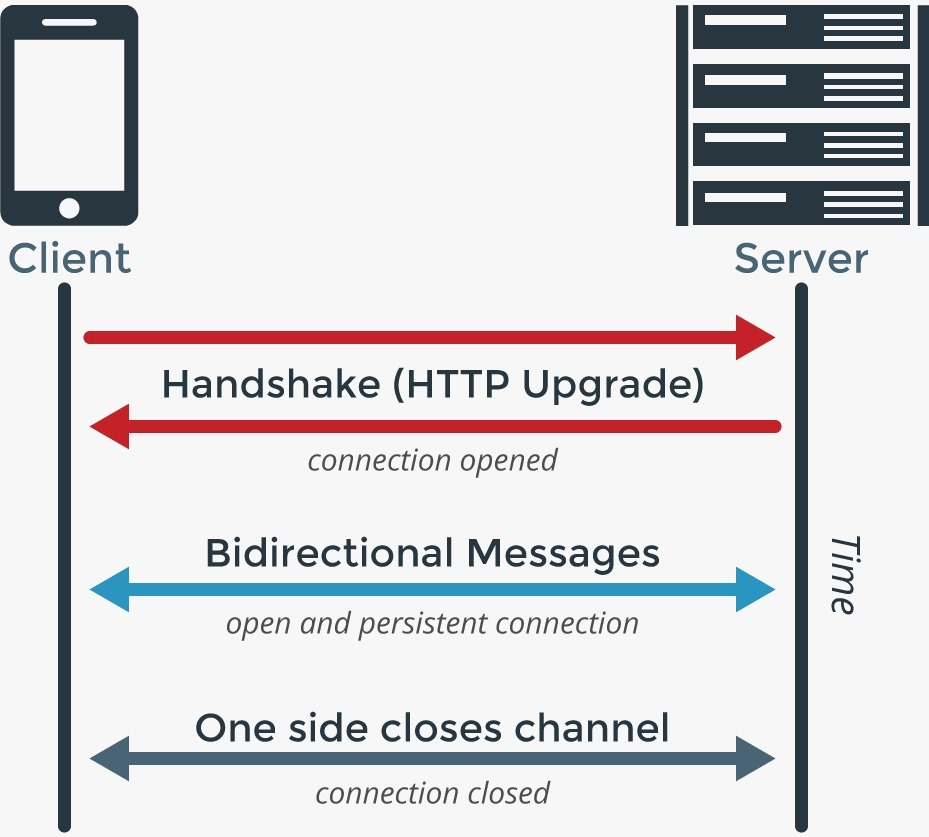 Client
Server
Handshake (HTTP Upgrade)
connection opened
Bidirectional Messages
open and persistent connection
Time
One side closes channel
connection closed